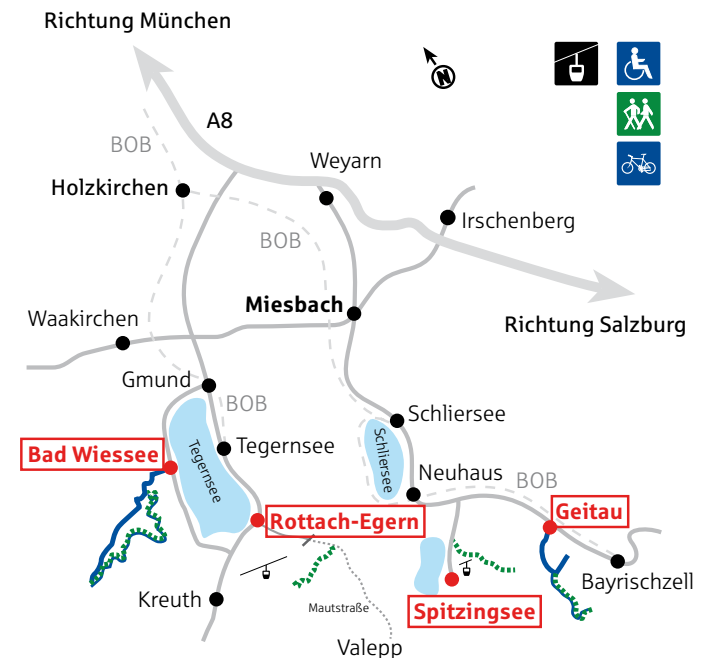 Richtung München
N
A8
BOB
Weyarn
Holzkirchen
Irschenberg
BOB
Miesbach
Waakirchen
Richtung Salzburg
Gmund
BOB
Schliersee
Tegernsee
Schliersee
Bad Wiessee
Tegernsee
Neuhaus
BOB
Geitau
Rottach-Egern
Bayrischzell
Kreuth
Mautstraße
Spitzingsee
Valepp